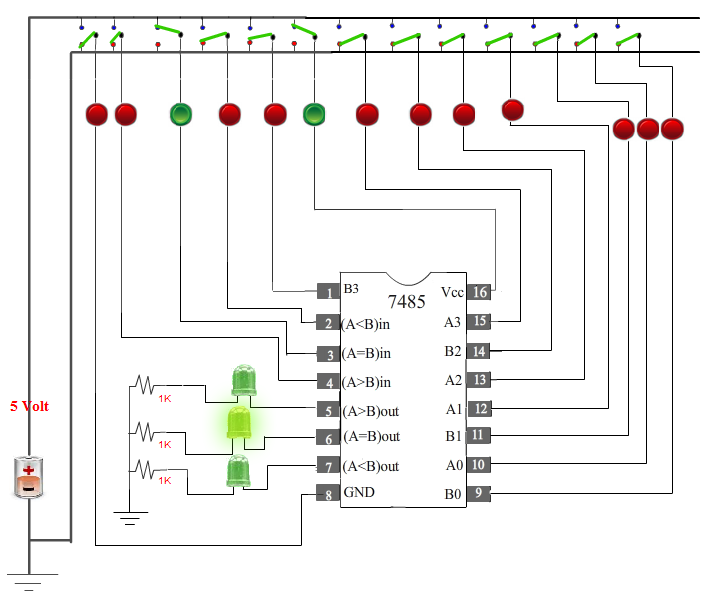 7485
1 B3 Vcc 16
2 (A<B)in A3 15
3 (A=B)in B2 14
4 (A>B)in A2 13
5 (A>B)out A1 12
6 (A=B)out B1 11
7 (A<B)out A0 10
8 GND B0 9
1K
5 Volt
1K
1K